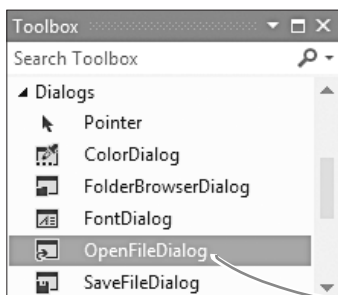 Toolbox
Search Toolbox
Dialogs
Pointer
ColorDialog
FolderBrowserDialog
FontDialog
OpenFileDialog
SaveFileDialog